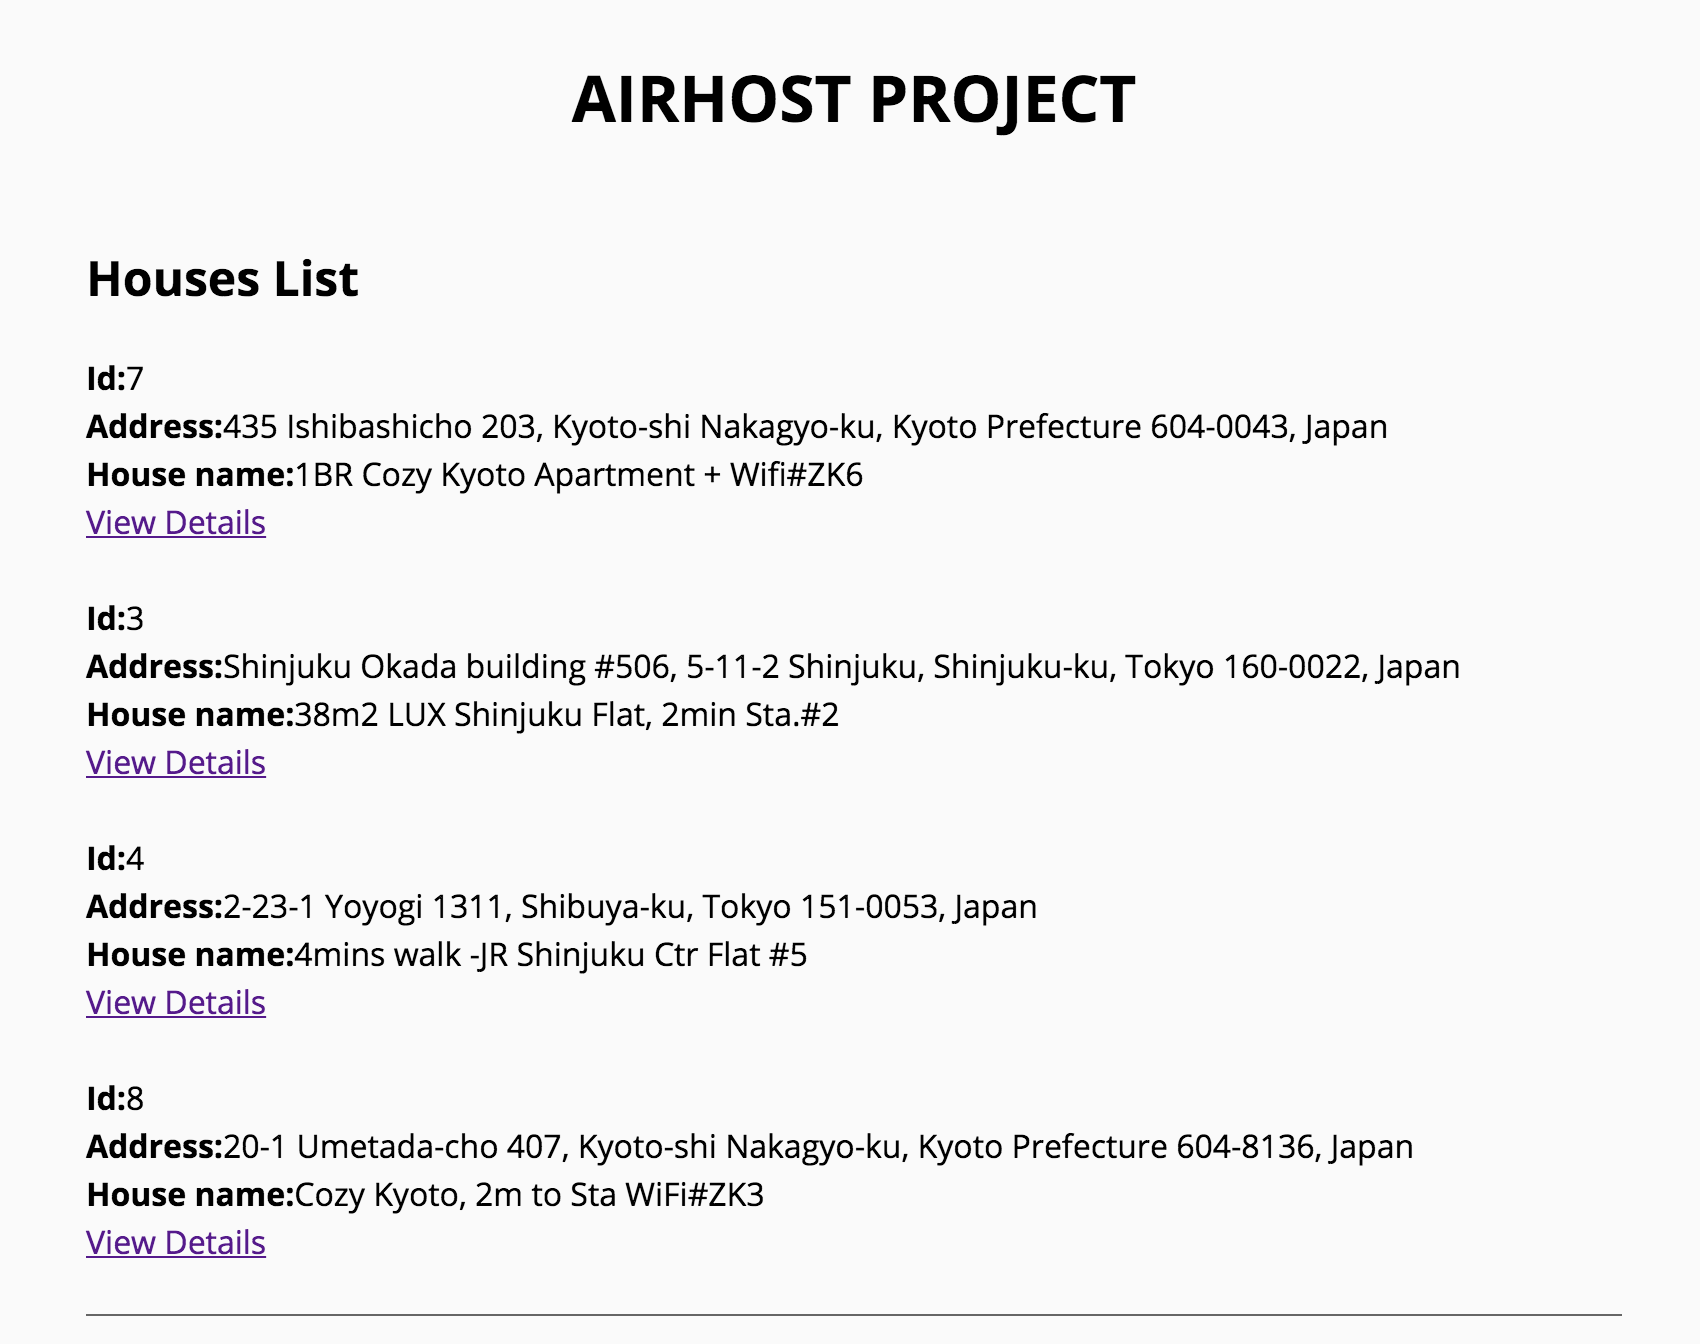 AIRHOST PROJECT
Houses List
Id:7
Address:435 Ishibashicho 203, Kyoto-shi Nakagyo-ku, Kyoto Prefecture 604-0043, Japan
House name:1BR Cozy Kyoto Apartment + Wifi#ZK6
View Details
Id:3
Address:Shinjuku Okada building #506, 5-11-2 Shinjuku, Shinjuku-ku, Tokyo 160-0022, Japan
House name:38m2 LUX Shinjuku Flat, 2min Sta.#2
View Details
Id:4
Address:2-23-1 Yoyogi 1311, Shibuya-ku, Tokyo 151-0053, Japan
House name:4mins walk -JR Shinjuku Ctr Flat #5
View Details
Id:8
Address:20-1 Umetada-cho 407, Kyoto-shi Nakagyo-ku, Kyoto Prefecture 604-8136, Japan
House name:Cozy Kyoto, 2m to Sta WiFi#ZK3
View Details